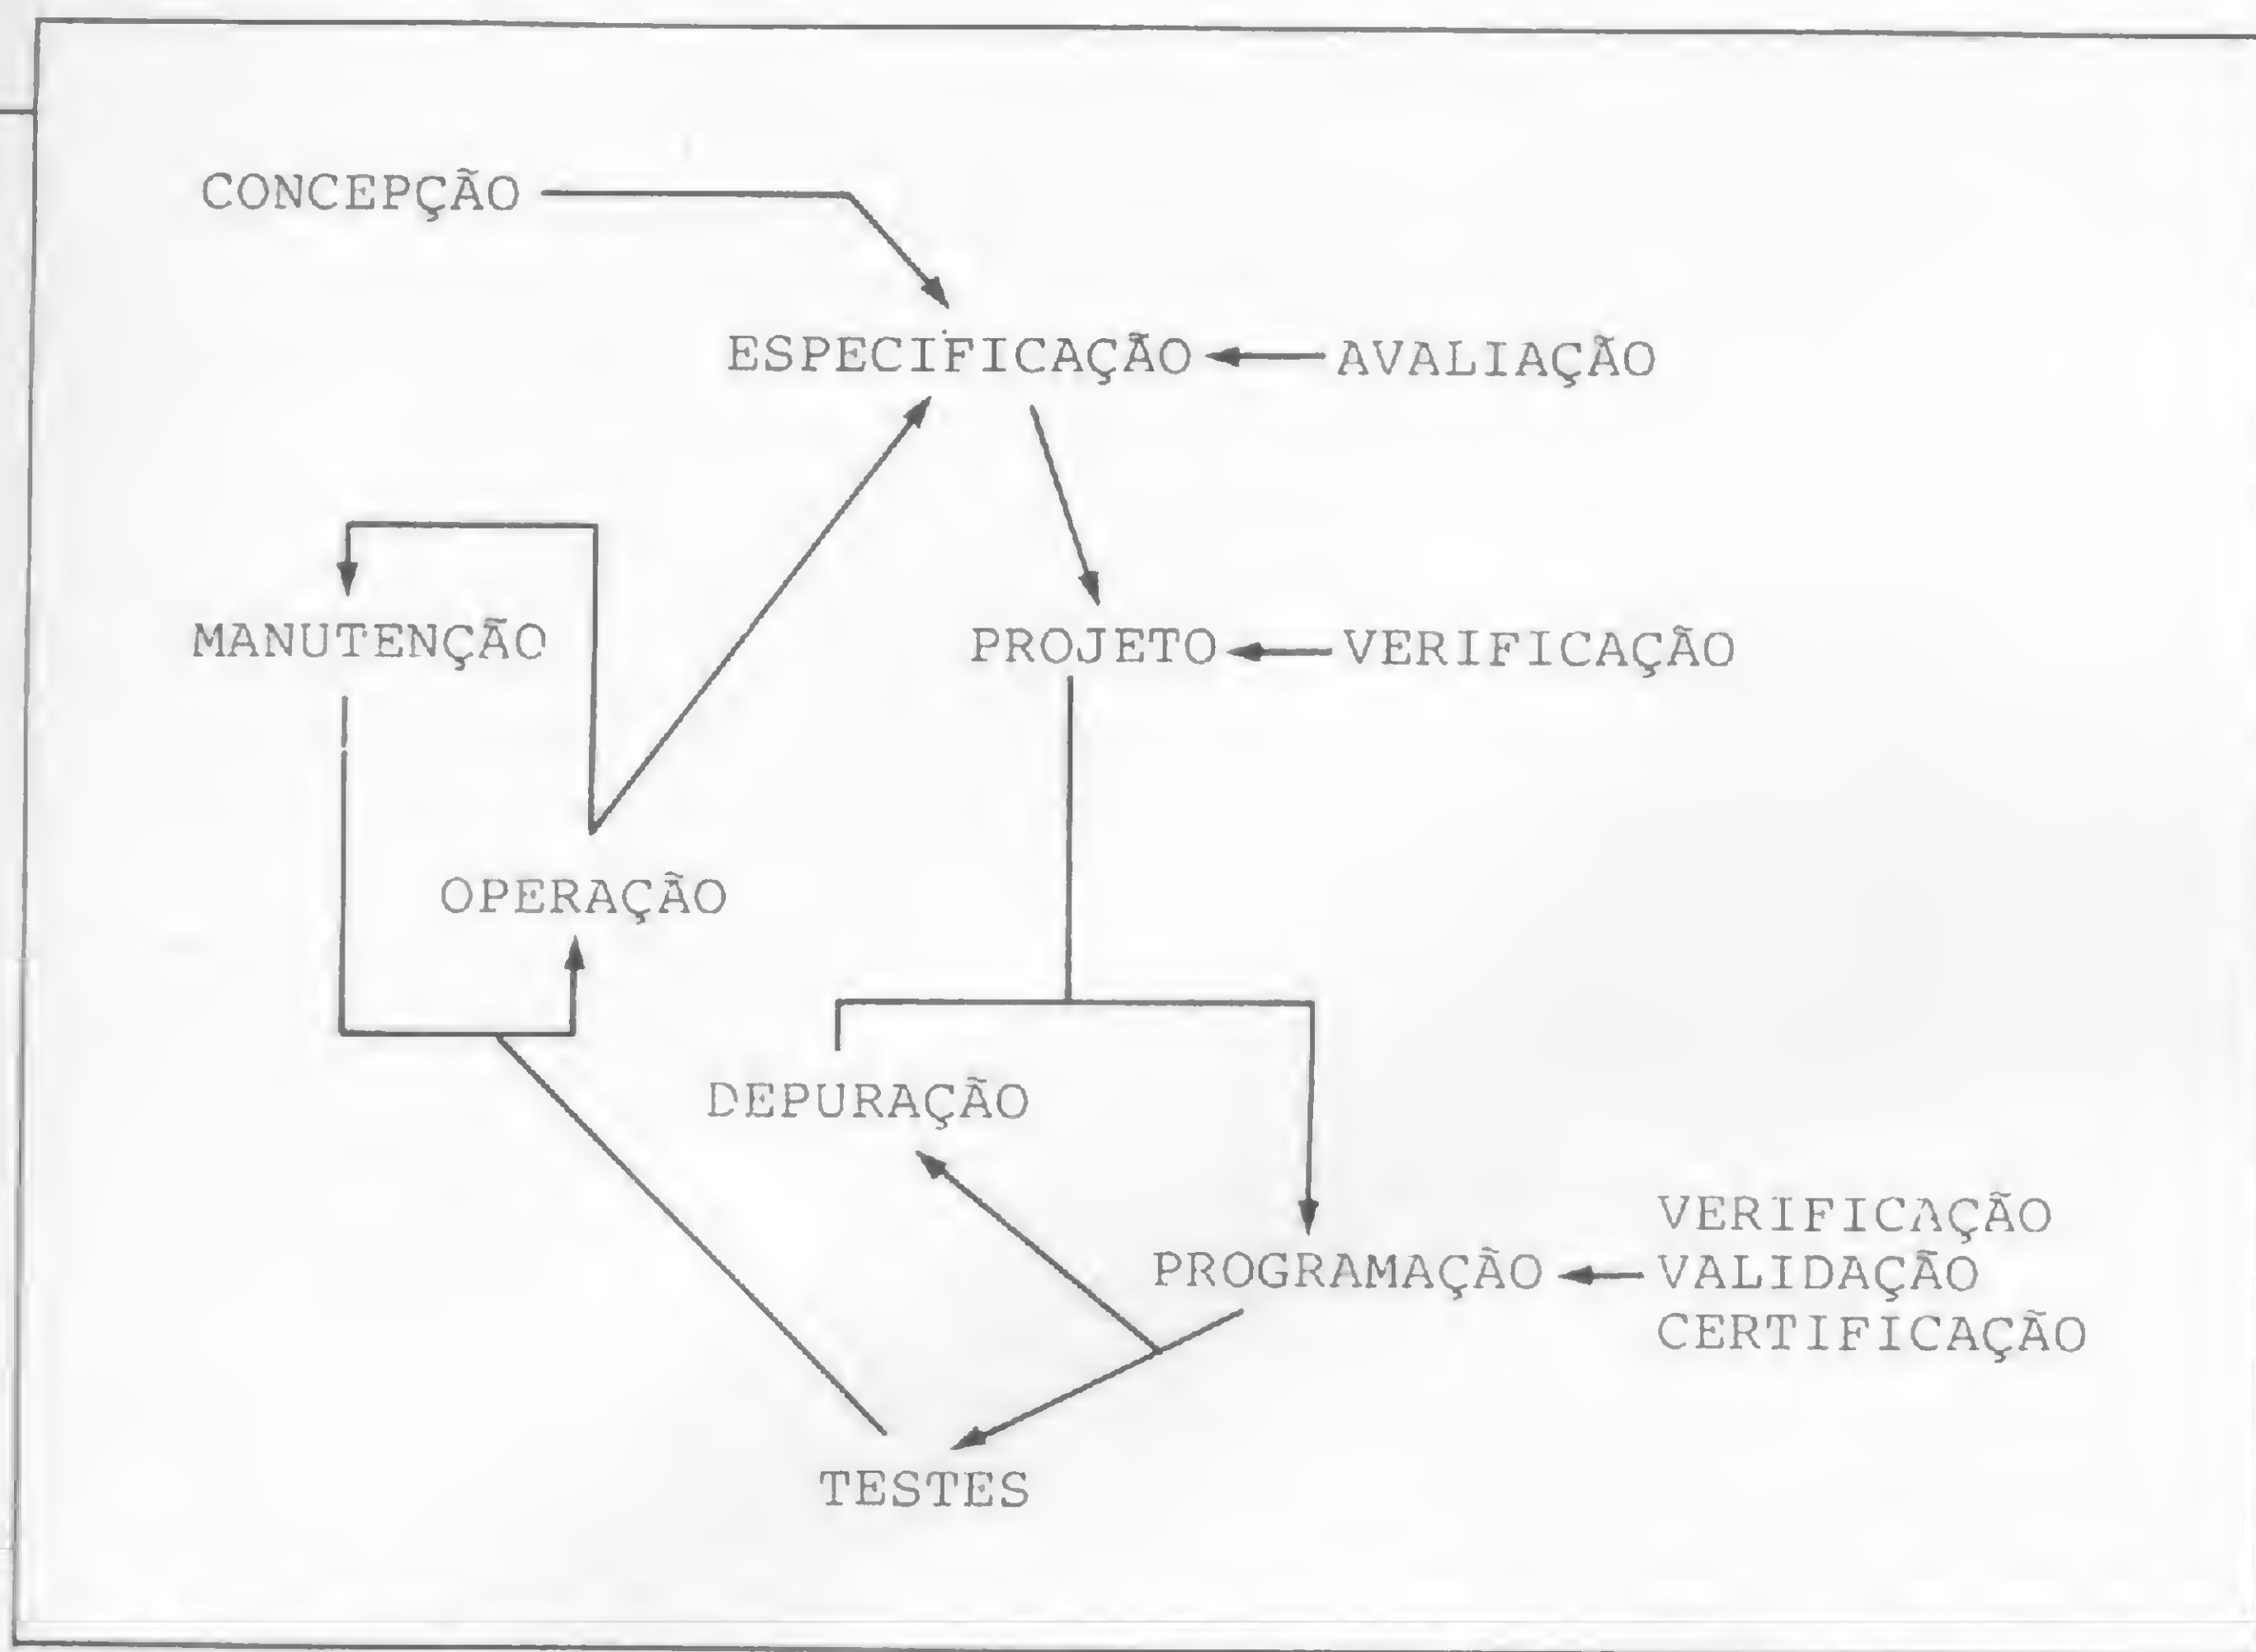 CONCEPÇÃO
ESPECIFICAÇÃO AVALIAÇÃO
MANUTENÇÃO PROJETO VERIFICAÇÃO
OPERAÇÃO
DEPURAÇÃO
VERIFICAÇÃO
PROGRAMAÇÃO VALIDAÇÃO
CERTIFICAÇÃO
TESTES